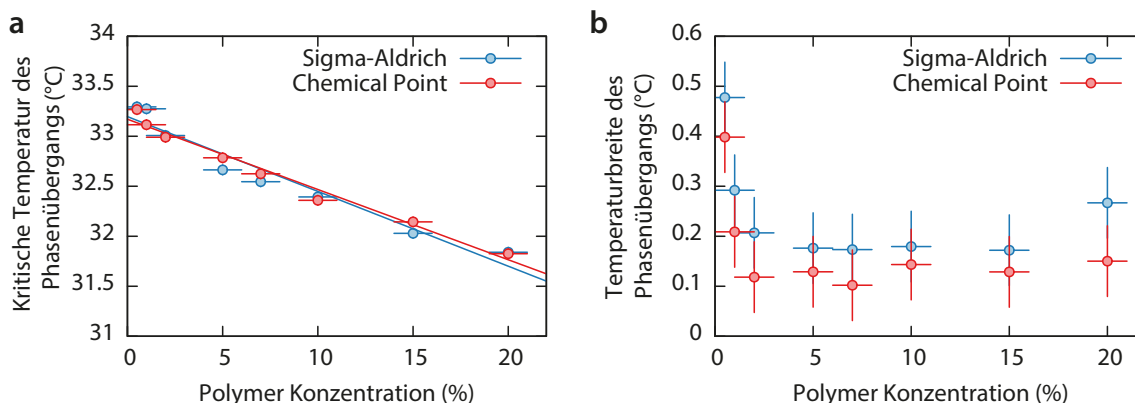 a
34
33.5
33
32.5
32
31.5
31
0
5
10
15
20
Kritische Temperatur des
Phasenübergangs (°C)
Polymer Konzentration (%)
Sigma-Aldrich
Chemical Point
b
0.6
0.5
0.4
0.3
0.2
0.1
0
0
5
10
15
20
Temperaturbreite des
Phasenübergangs (°C)
Polymer Konzentration (%)
Sigma-Aldrich
Chemical Point